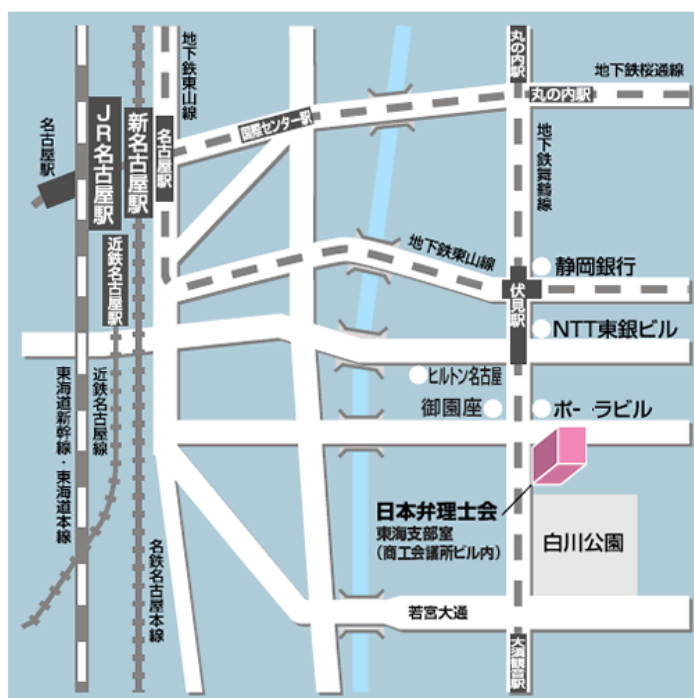 地下鉄東山線
丸の内駅
地下鉄桜通線
丸の内駅
国際センター駅
名古屋駅
JR名古屋駅
新名古屋駅
名古屋駅
地下鉄舞鶴線
近鉄名古屋駅
地下鉄東山線
静岡銀行
伏見駅
NTT東銀ビル
ヒルトン名古屋
御園座
ポーラビル
東海道新幹線・東海道本線
近鉄名古屋線
日本弁理士会
東海支部室
(商工会議所ビル内)
白川公園
名鉄名古屋本線
若宮大通
大須観音駅